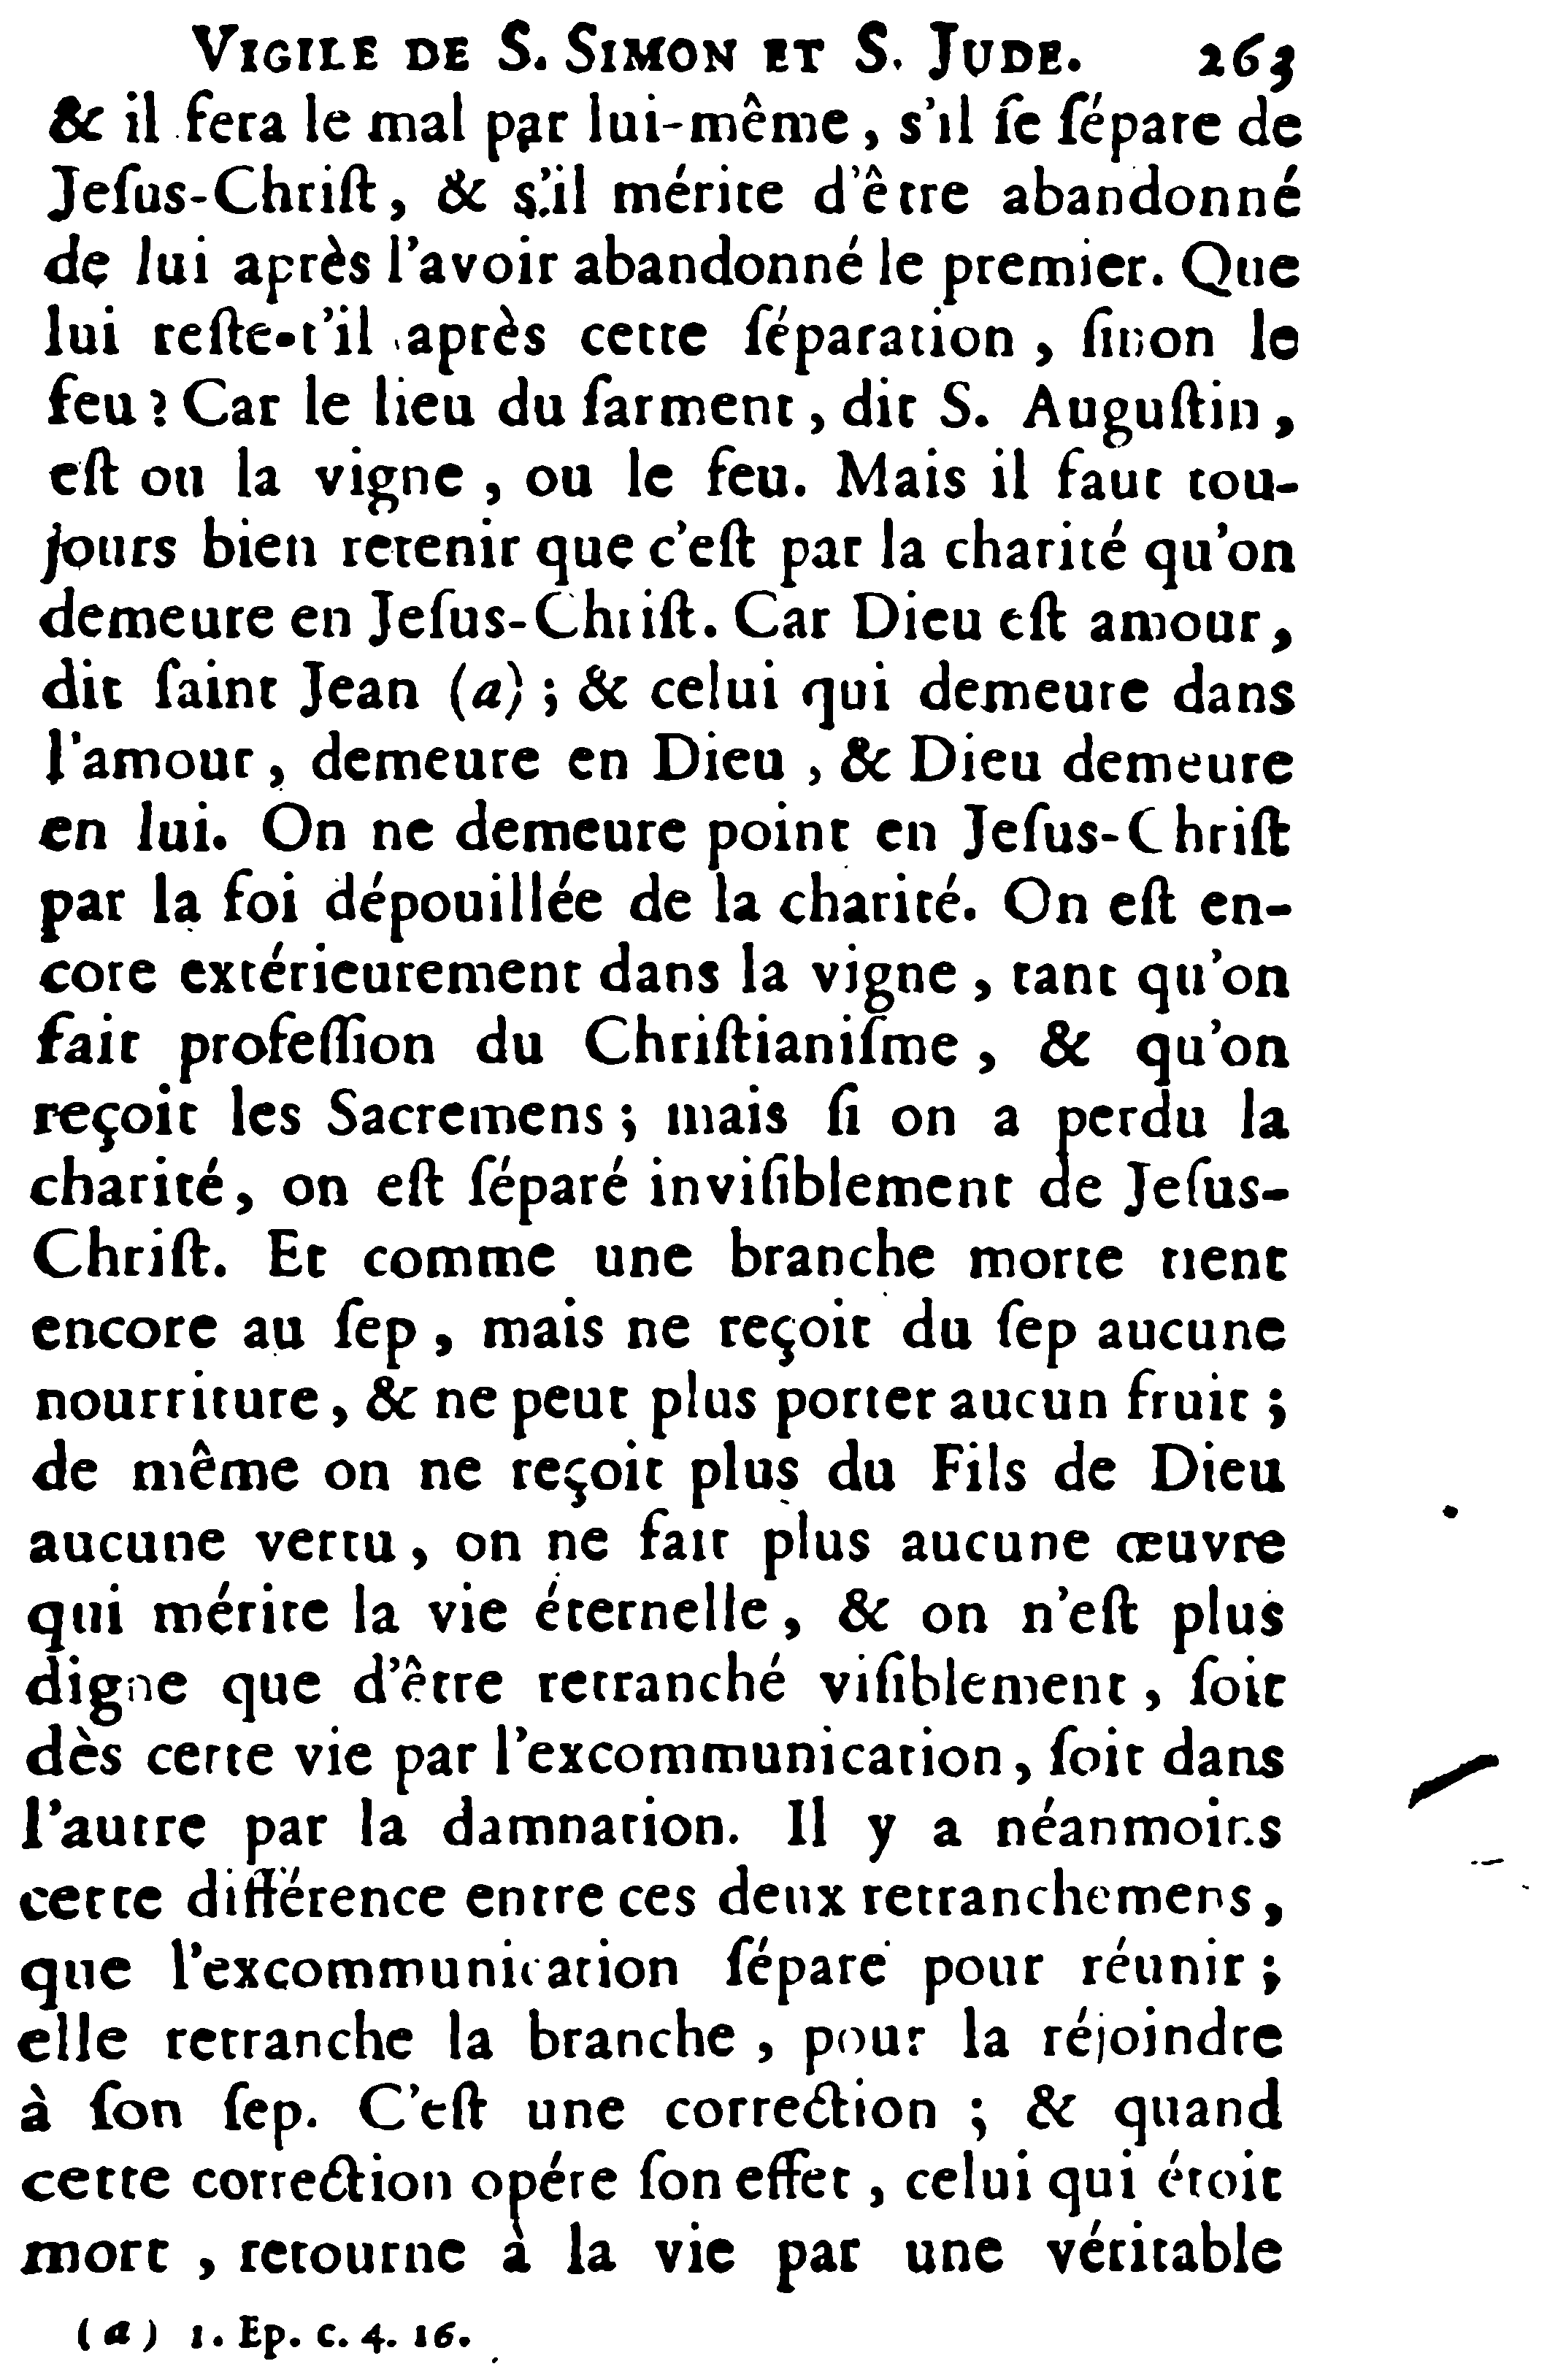 VIGILE DE S. SIMON ET S. JUDE. 263
& il fera le mal par lui-même, s'il ſe ſépare de
Jeſus-Chriſt, & s'il mérite d'être abandonné
de lui après l'avoir abandonné le premier. Que
lui reſte-t'il après cette ſéparation, ſinon le
feu? Car le lieu du ſarment, dit S. Auguſtin,
eſt ou la vigne, ou le feu. Mais il faut tou-
jours bien retenir que c'eſt par la charité qu'on
demeure en Jeſus-Chriſt. Car Dieu eſt amour,
dit ſaint Jean (a); & celui qui demeure dans
l'amour, demeure en Dieu, & Dieu demeure
en lui. On ne demeure point en Jeſus-Chriſt
par la foi dépouillée de la charité. On eſt en-
core extérieurement dans la vigne, tant qu'on
fait profeſſion du Chriſtianiſme, & qu'on
reçoit les Sacremens; mais ſi on a perdu la
charité, on eſt ſéparé inviſiblement de Jeſus-
Chriſt. Et comme une branche morte tient
encore au ſep, mais ne reçoit du ſep aucune
nourriture, & ne peut plus porter aucun fruit;
de même on ne reçoit plus du Fils de Dieu
aucune vertu, on ne fait plus aucune œuvre
qui mérite la vie éternelle, & on n'eſt plus
digne que d'être retranché viſiblement, ſoit
dès cette vie par l'excommunication, ſoit dans
l'autre par la damnation. Il y a néanmoins
cette différence entre ces deux retranchemens,
que l'excommunication ſépare pour réunir;
elle retranche la branche, pour la réjoindre
à ſon ſep. C'eſt une correction; & quand
cette correction opére ſon effet, celui qui étoit
mort, retourne à la vie par une véritable
(a) 1. Ep. c. 4. 16.